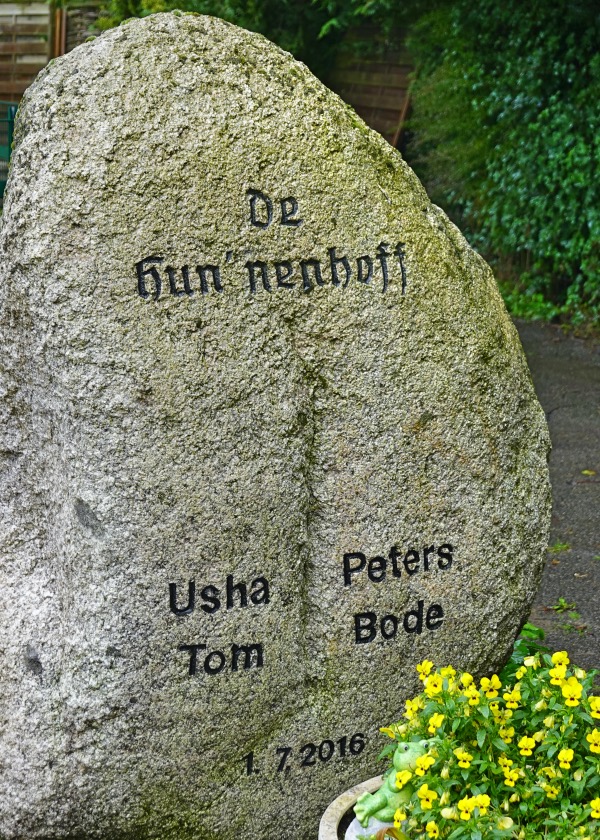 De
Hun'nenhoff
Usha Peters
Tom Bode
1. 7. 2016